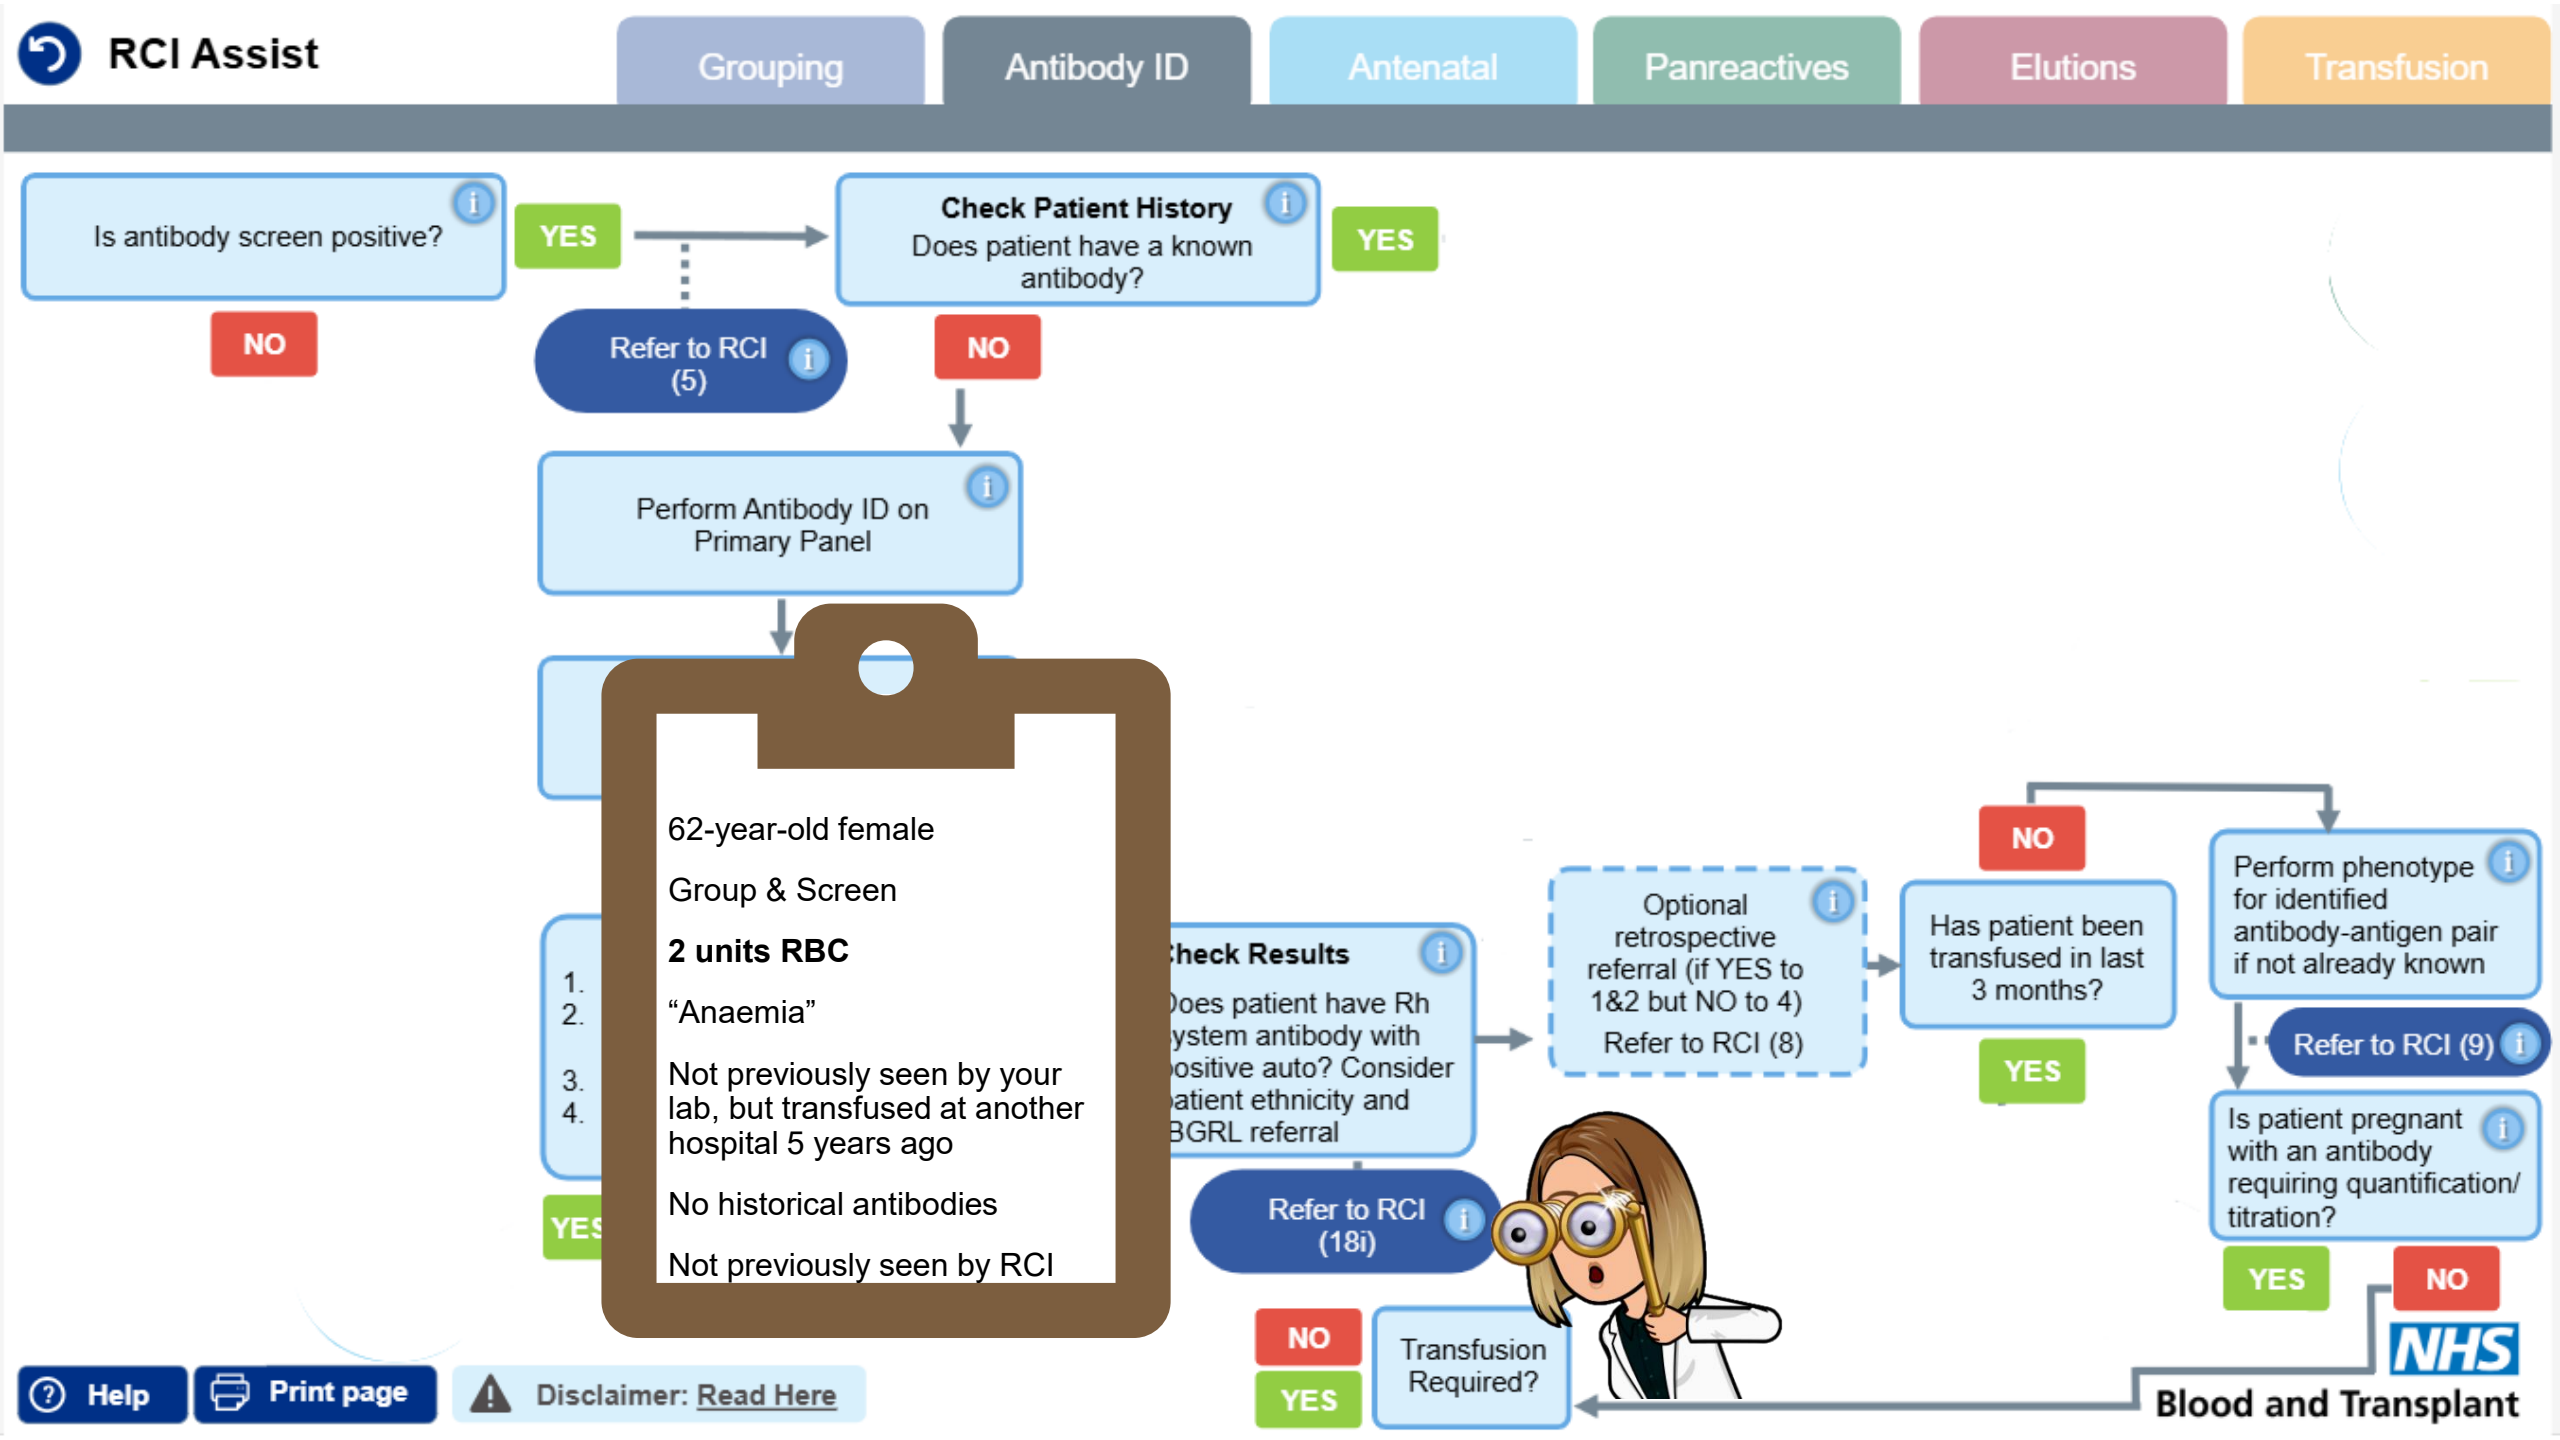 RCI Assist
Grouping
Antibody ID
Antenatal
Panreactives
Elutions
Transfusion
Is antibody screen positive?
YES
NO
Check Patient History
Does patient have a known
antibody?
YES
NO
Refer to RCI
(5)
Perform Antibody ID on
Primary Panel
1.
2.
3.
4.
YES
62-year-old female
Group & Screen
2 units RBC
“Anaemia”
Not previously seen by your
lab, but transfused at another
hospital 5 years ago
No historical antibodies
Not previously seen by RCI
Check Results
Does patient have Rh
system antibody with
positive auto? Consider
patient ethnicity and
IBGRL referral
Refer to RCI
(18i)
Optional
retrospective
referral (if YES to
1&2 but NO to 4)
Refer to RCI (8)
NO
Has patient been
transfused in last
3 months?
YES
Perform phenotype
for identified
antibody-antigen pair
if not already known
Refer to RCI (9)
Is patient pregnant
with an antibody
requiring quantification/
titration?
YES
NO
NO
YES
Transfusion
Required?
Help
Print page
Disclaimer: Read Here
NHS
Blood and Transplant